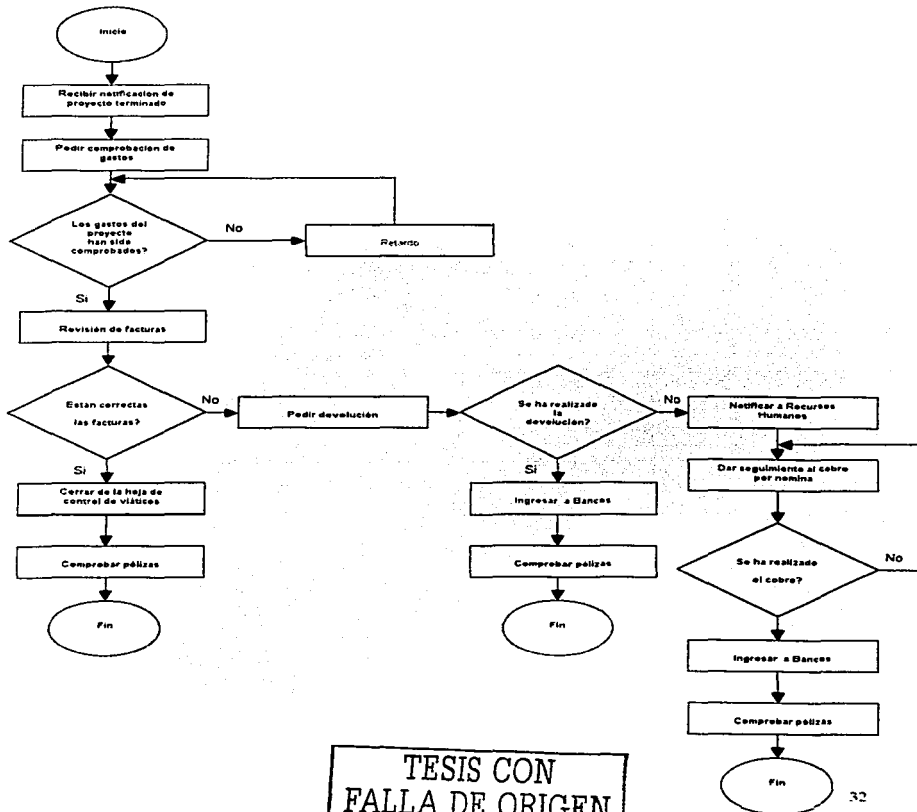 Inicio
Recibir notificación de
proyecto terminado
Pedir comprobación de
gastos
Los gastos del
proyecto
han sido
comprobados?
No
Retardo
Si
Revisión de facturas
Estan correctas
las facturas?
No
Pedir devolución
Se ha realizado
la
devolución?
No
Notificar a Recursos
Humanos
Si
Cerrar de la hoja de
control de viáticos
Si
Ingresar a Bancos
Dar seguimiento al cobro
por nomina
Comprobar pólizas
Comprobar pólizas
Se ha realizado
el cobro?
No
Fin
Fin
Ingresar a Bancos
Comprobar pólizas
Fin
TESIS CON
FALLA DE ORIGEN
32